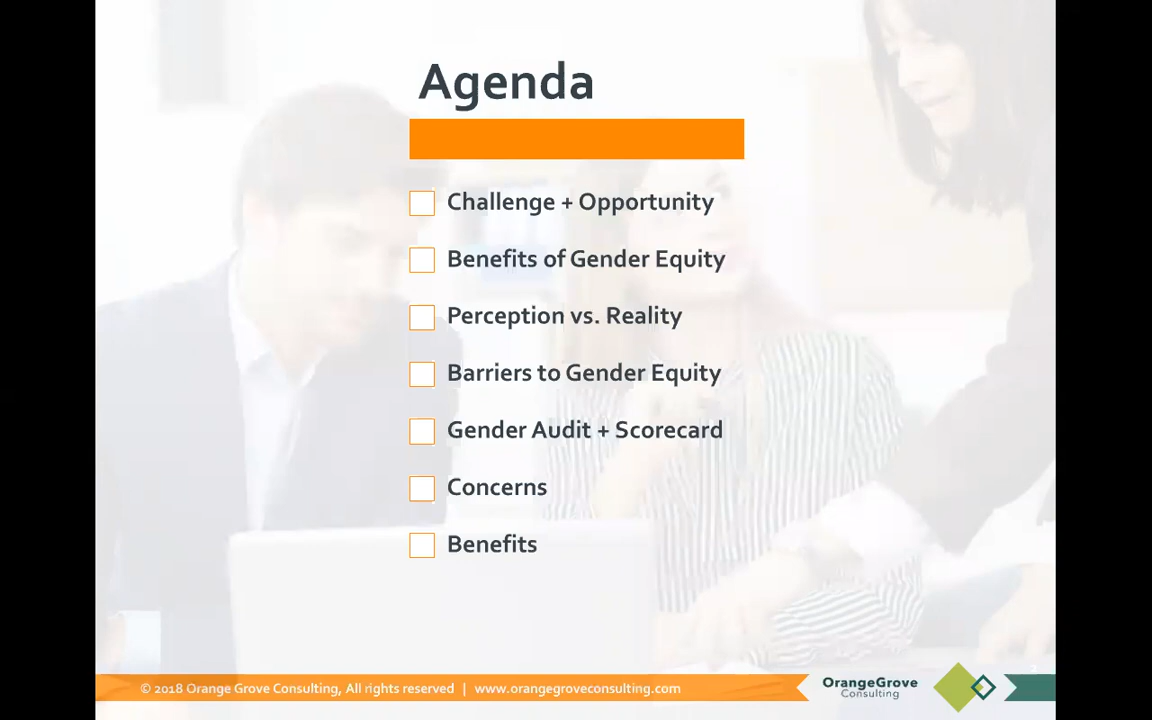 Agenda
Challenge + Opportunity
Benefits of Gender Equity
Perception vs. Reality
Barriers to Gender Equity
Gender Audit + Scorecard
Concerns
Benefits
© 2018 Orange Grove Consulting, All rights reserved | www.orangegroveconsulting.com
OrangeGrove
Consulting